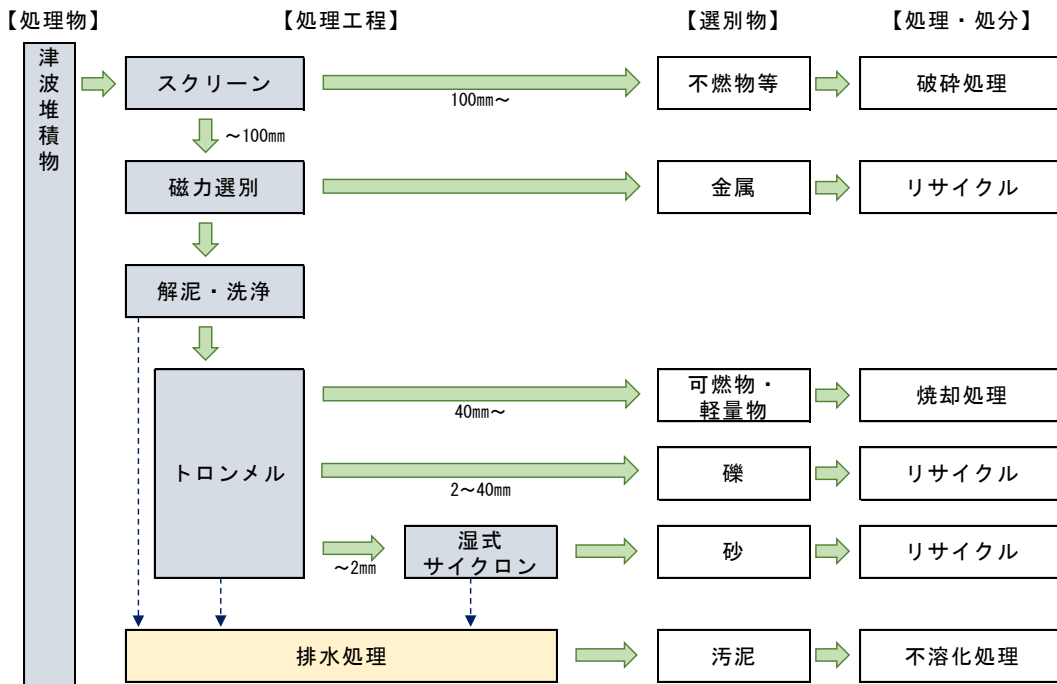 【処理物】
【処理工程】
【選別物】
【処理・処分】
津波堆積物
スクリーン
100㎜～
不燃物等
破砕処理
～100㎜
磁力選別
金属
リサイクル
解泥・洗浄
トロンメル
40㎜～
可燃物・
軽量物
焼却処理
2～40㎜
礫
リサイクル
～2㎜
湿式
サイクロン
砂
リサイクル
排水処理
汚泥
不溶化処理